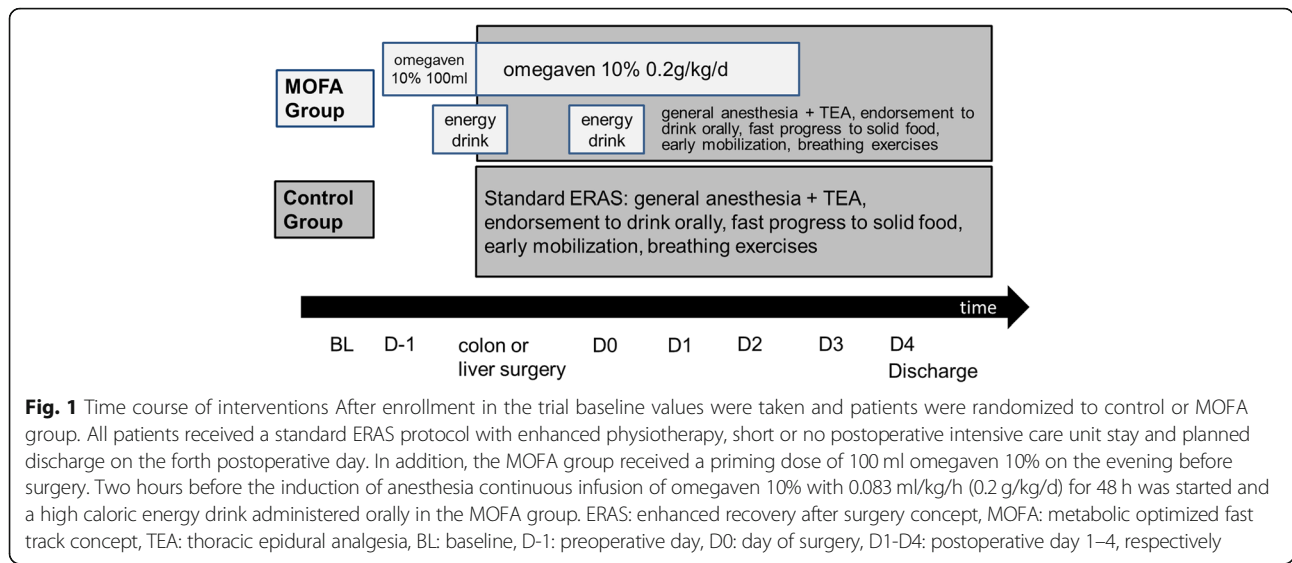 MOFA
Group
omegaven
10% 100ml
omegaven 10% 0.2g/kg/d
energy
drink
energy
drink
general anesthesia + TEA, endorsement to
drink orally, fast progress to solid food,
early mobilization, breathing exercises
Control
Group
Standard ERAS: general anesthesia + TEA,
endorsement to drink orally, fast progress to solid food,
early mobilization, breathing exercises
time
BL D-1 colon or
liver surgery D0 D1 D2 D3 D4
Discharge
Fig. 1 Time course of interventions After enrollment in the trial baseline values were taken and patients were randomized to control or MOFA
group. All patients received a standard ERAS protocol with enhanced physiotherapy, short or no postoperative intensive care unit stay and planned
discharge on the forth postoperative day. In addition, the MOFA group received a priming dose of 100 ml omegaven 10% on the evening before
surgery. Two hours before the induction of anesthesia continuous infusion of omegaven 10% with 0.083 ml/kg/h (0.2 g/kg/d) for 48 h was started and
a high caloric energy drink administered orally in the MOFA group. ERAS: enhanced recovery after surgery concept, MOFA: metabolic optimized fast
track concept, TEA: thoracic epidural analgesia, BL: baseline, D-1: preoperative day, D0: day of surgery, D1-D4: postoperative day 1–4, respectively